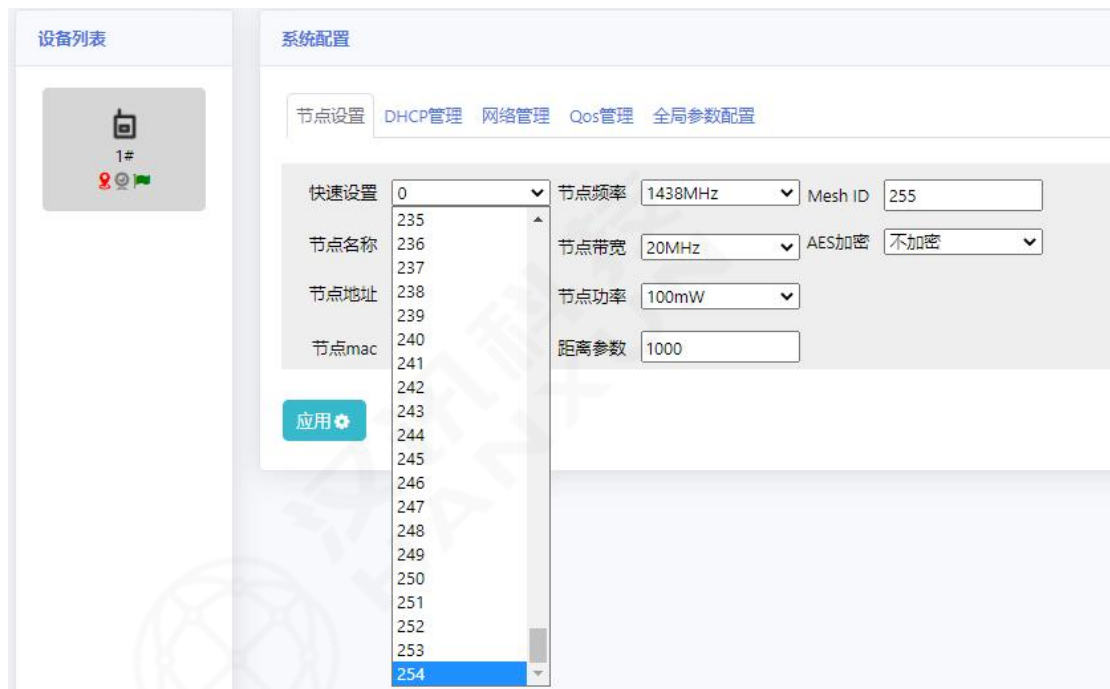 设备列表
系统配置
1#
节点设置 DHCP管理 网络管理 Qos管理 全局参数配置
快速设置 0 节点频率 1438MHz Mesh ID 255
节点名称 节点带宽 20MHz AES加密 不加密
节点地址 节点功率 100mW
节点mac 距离参数 1000
235
236
237
238
239
240
241
242
243
244
245
246
247
248
249
250
251
252
253
254
应用
汉讯科技
HANXUN